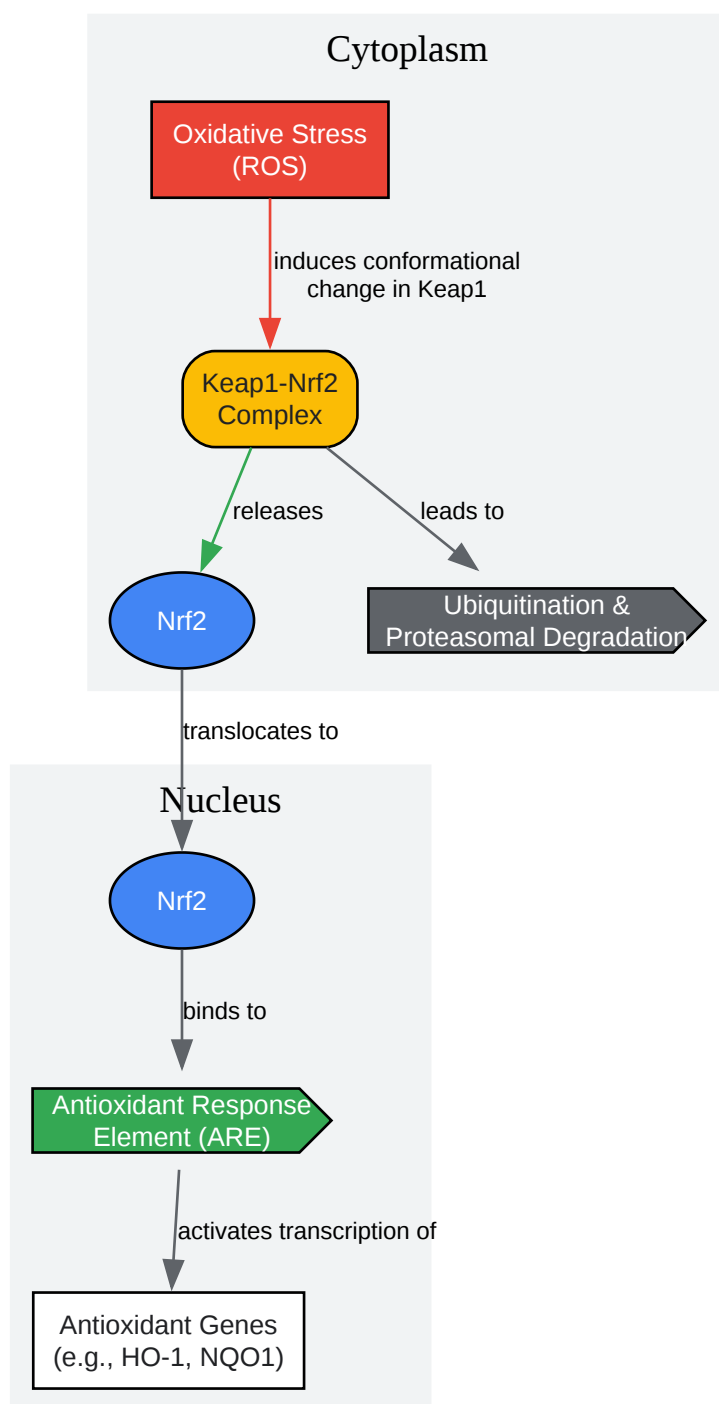 Cytoplasm
Oxidative Stress
(ROS)
induces conformational
change in Keap1
Keap1-Nrf2
Complex
releases
leads to
Nrf2
Ubiquitination &
Proteasomal Degradation
translocates to
Nucleus
Nrf2
binds to
Antioxidant Response
Element (ARE)
activates transcription of
Antioxidant Genes
(e.g., HO-1, NQO1)